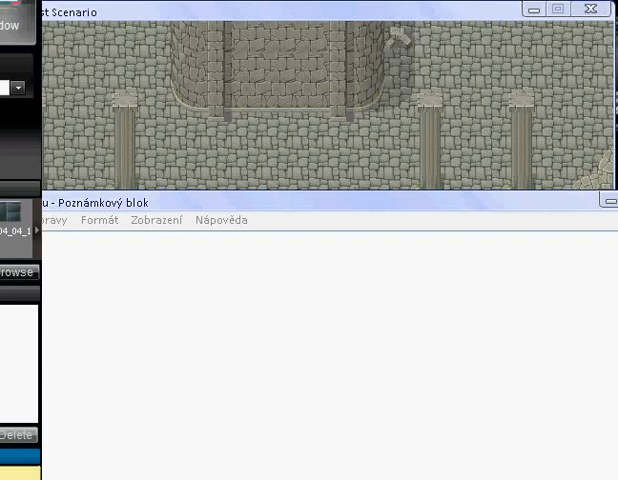 dow
st Scenario
u - Poznámkový blok
pravy Formát Zobrazení Nápověda
04_04_1
rowse
Delete